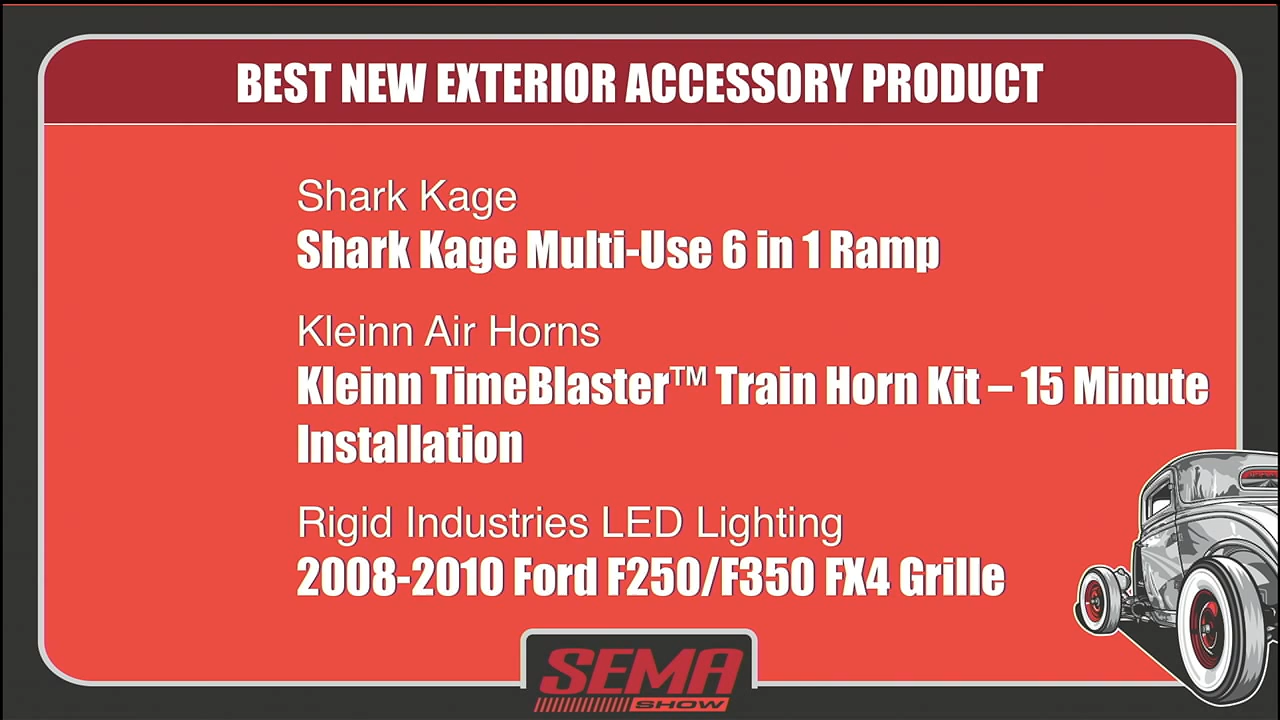 BEST NEW EXTERIOR ACCESSORY PRODUCT
Shark Kage
Shark Kage Multi-Use 6 in 1 Ramp
Kleinn Air Horns
Kleinn TimeBlaster™ Train Horn Kit – 15 Minute
Installation
Rigid Industries LED Lighting
2008-2010 Ford F250/F350 FX4 Grille
SEMA
SHOW